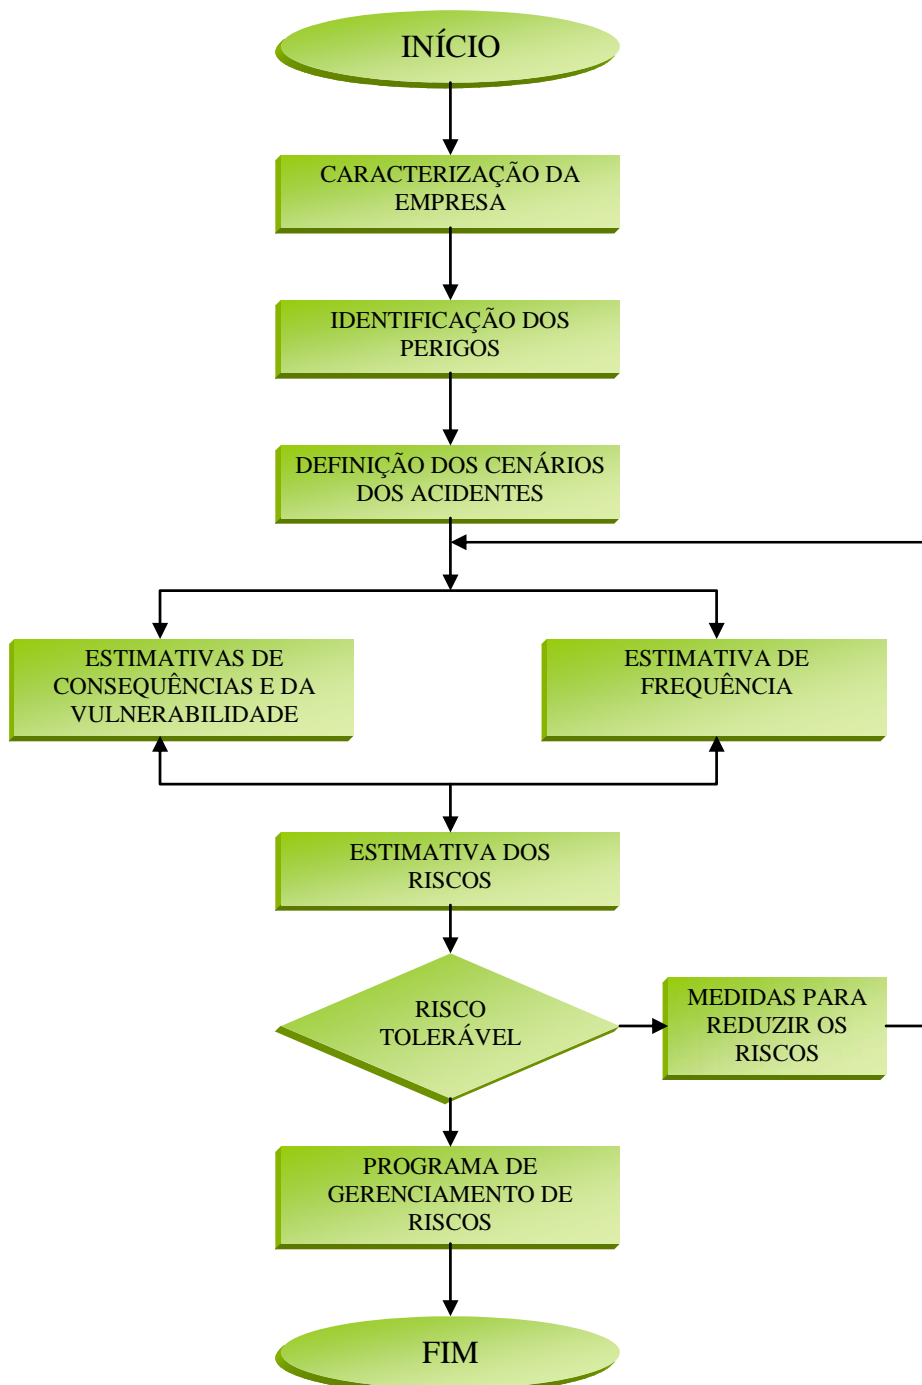 INÍCIO
CARACTERIZAÇÃO DA
EMPRESA
IDENTIFICAÇÃO DOS
PERIGOS
DEFINIÇÃO DOS CENÁRIOS
DOS ACIDENTES
ESTIMATIVAS DE
CONSEQUÊNCIAS E DA
VULNERABILIDADE
ESTIMATIVA DE
FREQUÊNCIA
ESTIMATIVA DOS
RISCOS
RISCO
TOLERÁVEL
MEDIDAS PARA
REDUZIR OS
RISCOS
PROGRAMA DE
GERENCIAMENTO DE
RISCOS
FIM